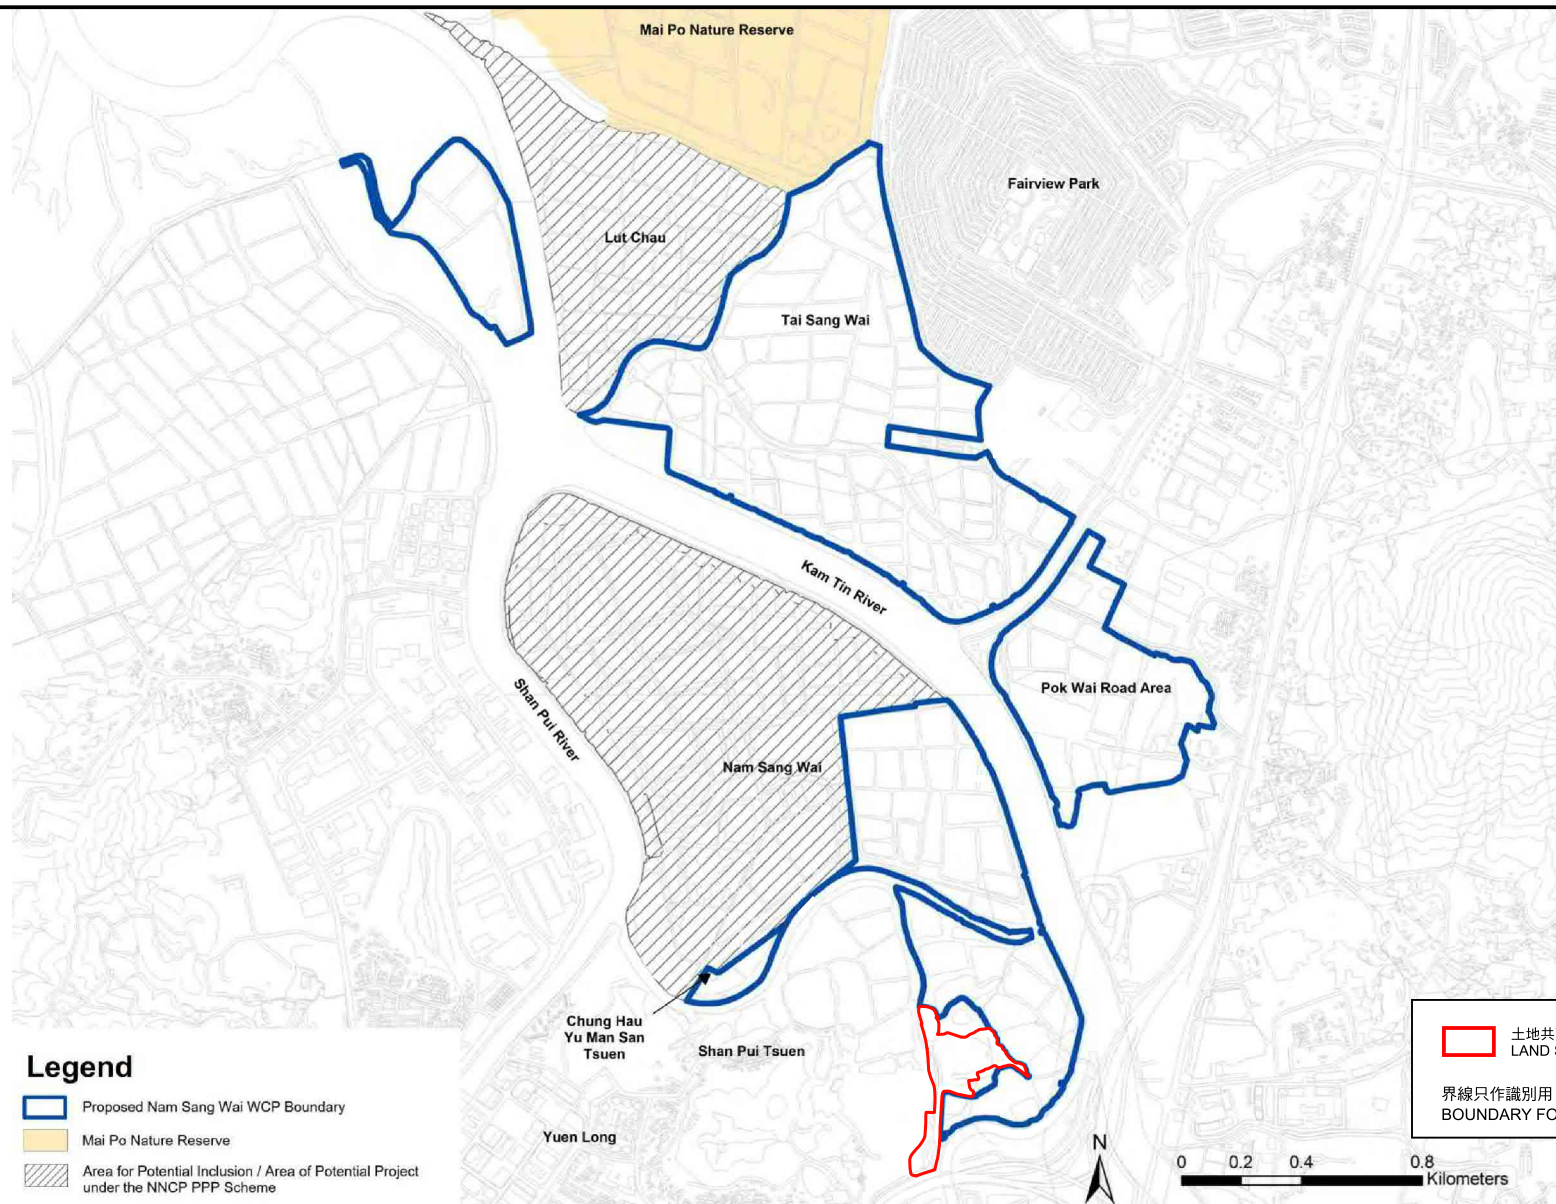 Mai Po Nature Reserve
Fairview Park
Lut Chau
Tai Sang Wai
Kam Tin River
Pok Wai Road Area
Shan Pui River
Nam Sang Wai
Chung Hau
Yu Man San
Tsuen
Shan Pui Tsuen
Yuen Long
Legend
Proposed Nam Sang Wai WCP Boundary
Mai Po Nature Reserve
Area for Potential Inclusion / Area of Potential Project
under the NNCP PPP Scheme
土地共
LAND
界線只作識別用
BOUNDARY FO
N
0 0.2 0.4 0.8
Kilometers